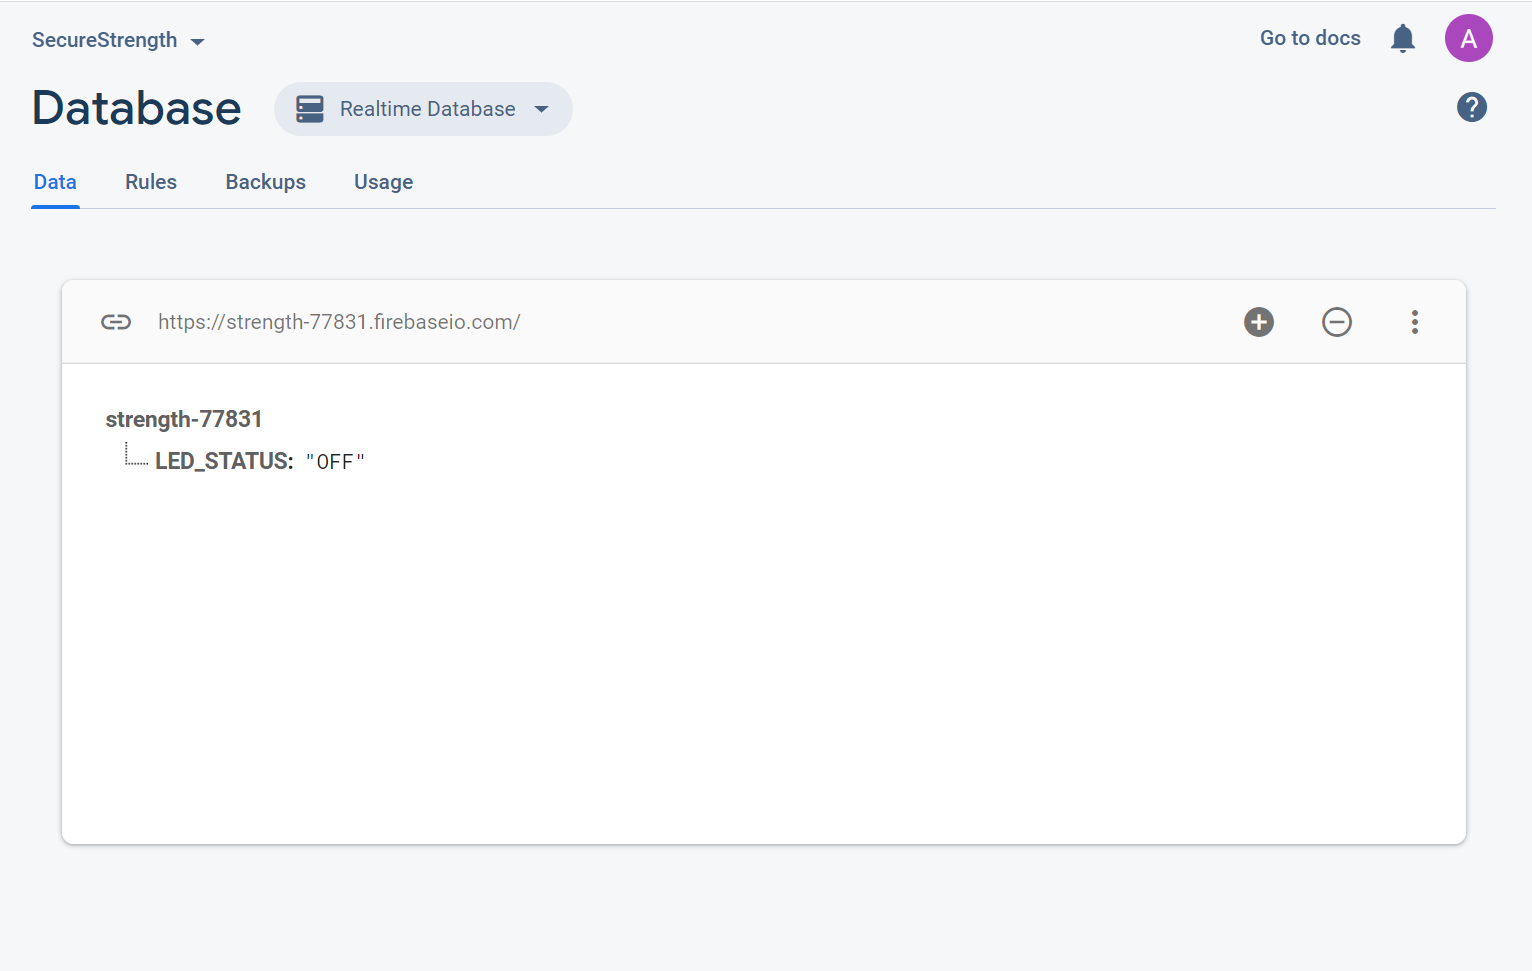 SecureStrength
Go to docs
A
Database
Realtime Database
?
Data Rules Backups Usage
https://strength-77831.firebaseio.com/
strength-77831
LED_STATUS: "OFF"